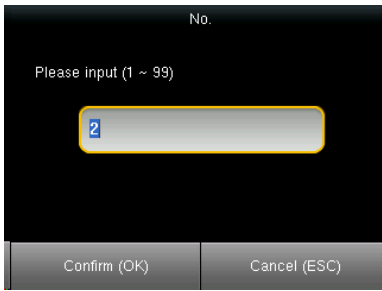 No.
Please input (1 ~ 99)
2
Confirm (OK) Cancel (ESC)